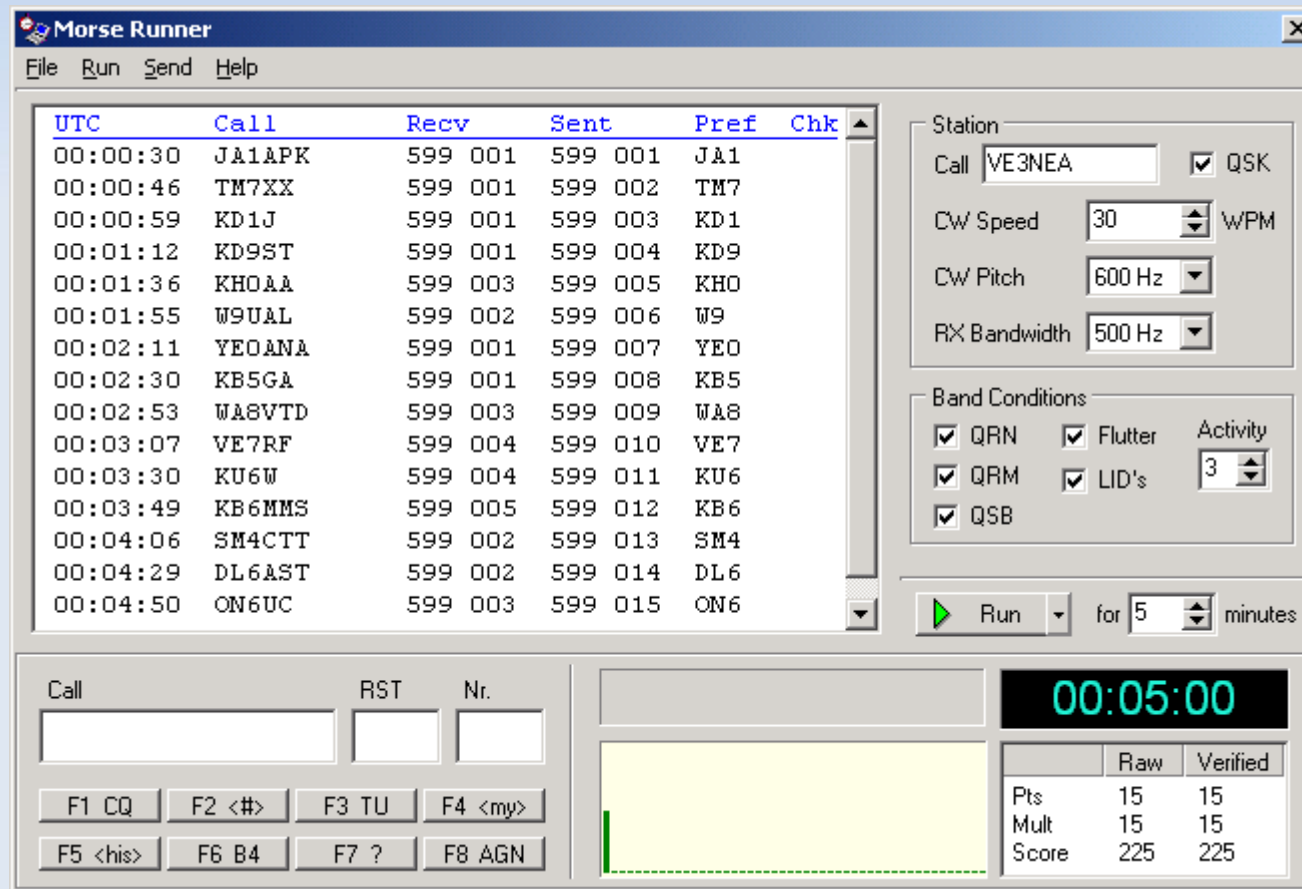 Morse Runner
File Run Send Help
UTC Call Recv Sent Pref Chk
00:00:30 JA1APK 599 001 599 001 JA1
00:00:46 TM7XX 599 001 599 002 TM7
00:00:59 KD1J 599 001 599 003 KD1
00:01:12 KD9ST 599 001 599 004 KD9
00:01:36 KH0AA 599 003 599 005 KH0
00:01:55 W9UAL 599 002 599 006 W9
00:02:11 YE0ANA 599 001 599 007 YE0
00:02:30 KB5GA 599 001 599 008 KB5
00:02:53 WA8VTD 599 003 599 009 WA8
00:03:07 VE7RF 599 004 599 010 VE7
00:03:30 KU6W 599 004 599 011 KU6
00:03:49 KB6MMS 599 005 599 012 KB6
00:04:06 SM4CTT 599 002 599 013 SM4
00:04:29 DL6AST 599 002 599 014 DL6
00:04:50 ON6UC 599 003 599 015 ON6
Station
Call VE3NEA QSK
CW Speed 30 WPM
CW Pitch 600 Hz
RX Bandwidth 500 Hz
Band Conditions
QRN Flutter Activity
QRM LID's 3
QSB
Run for 5 minutes
Call RST Nr.
F1 CQ F2 <#> F3 TU F4 <my>
F5 <his> F6 B4 F7 ? F8 AGN
00:05:00
Raw Verified
Pts 15 15
Mult 15 15
Score 225 225